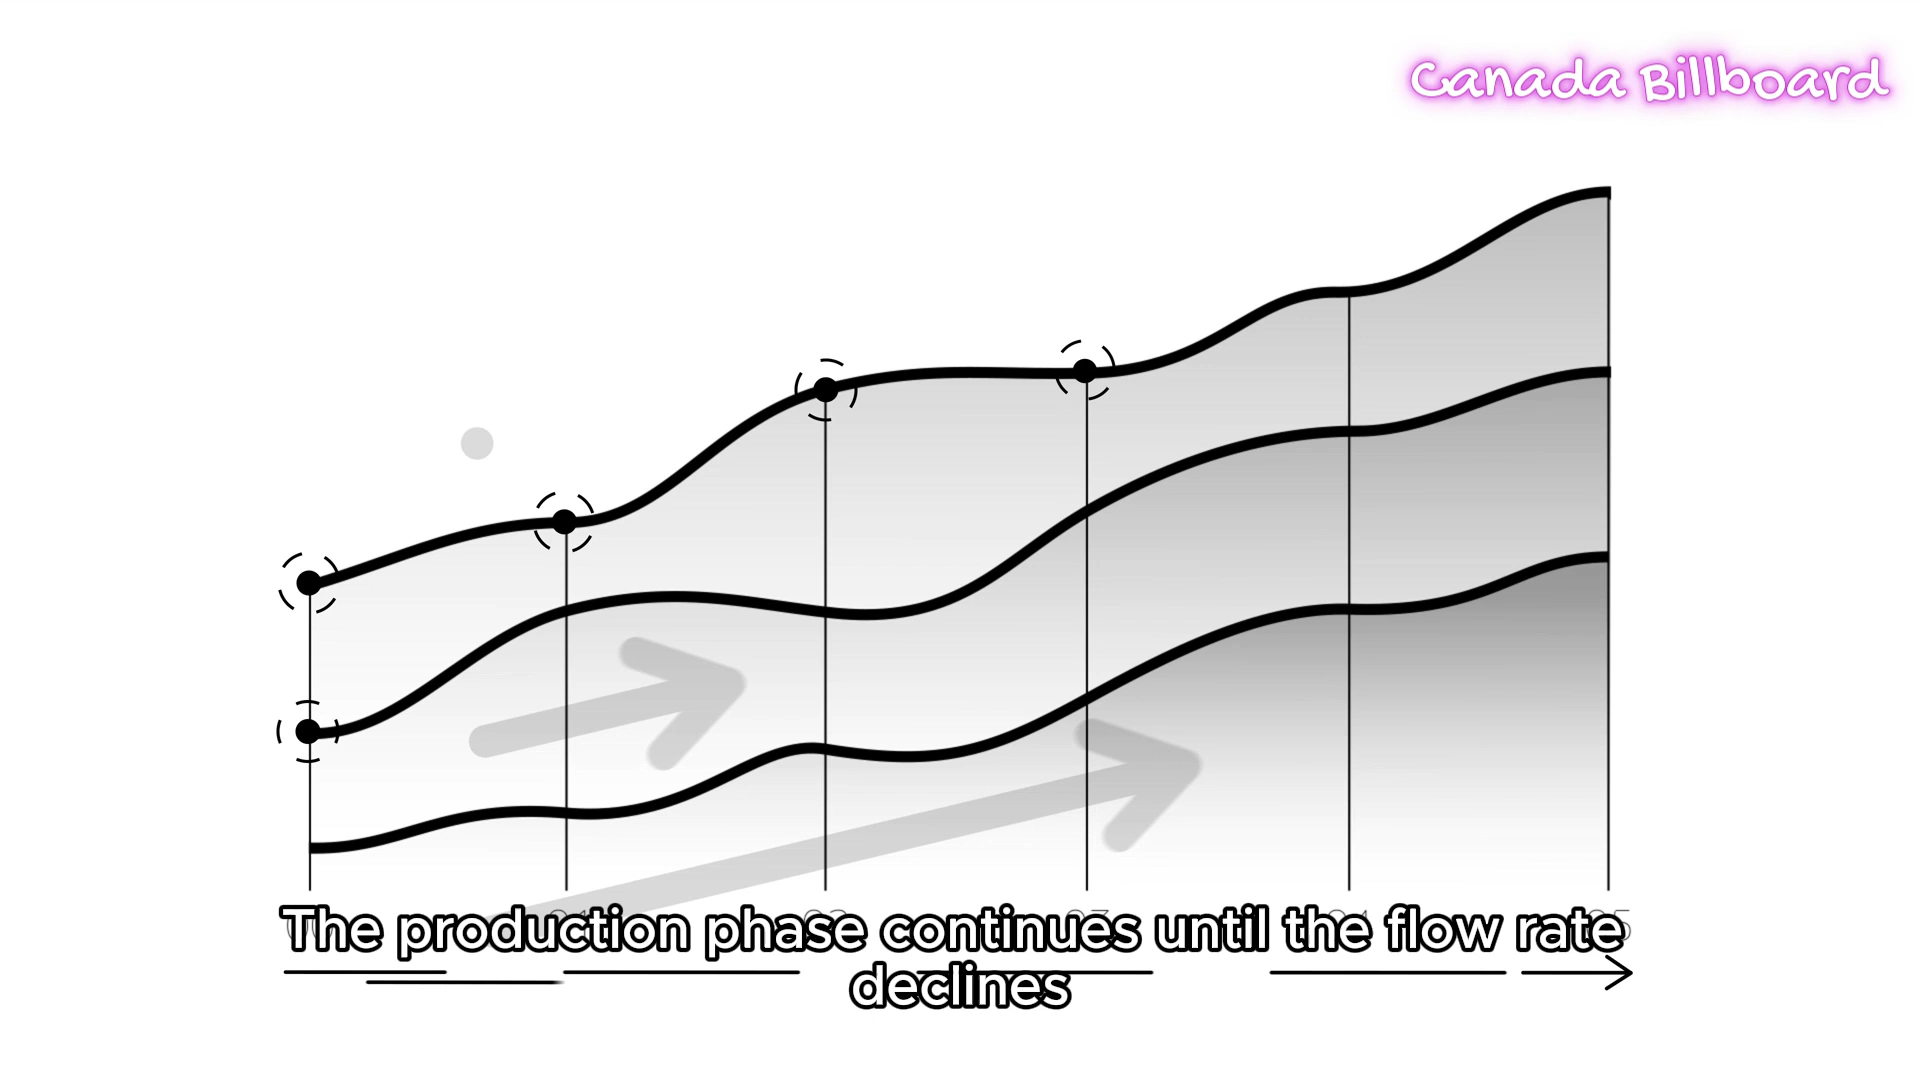 Canada Billboard
The production phase continues until the flow rate
declines